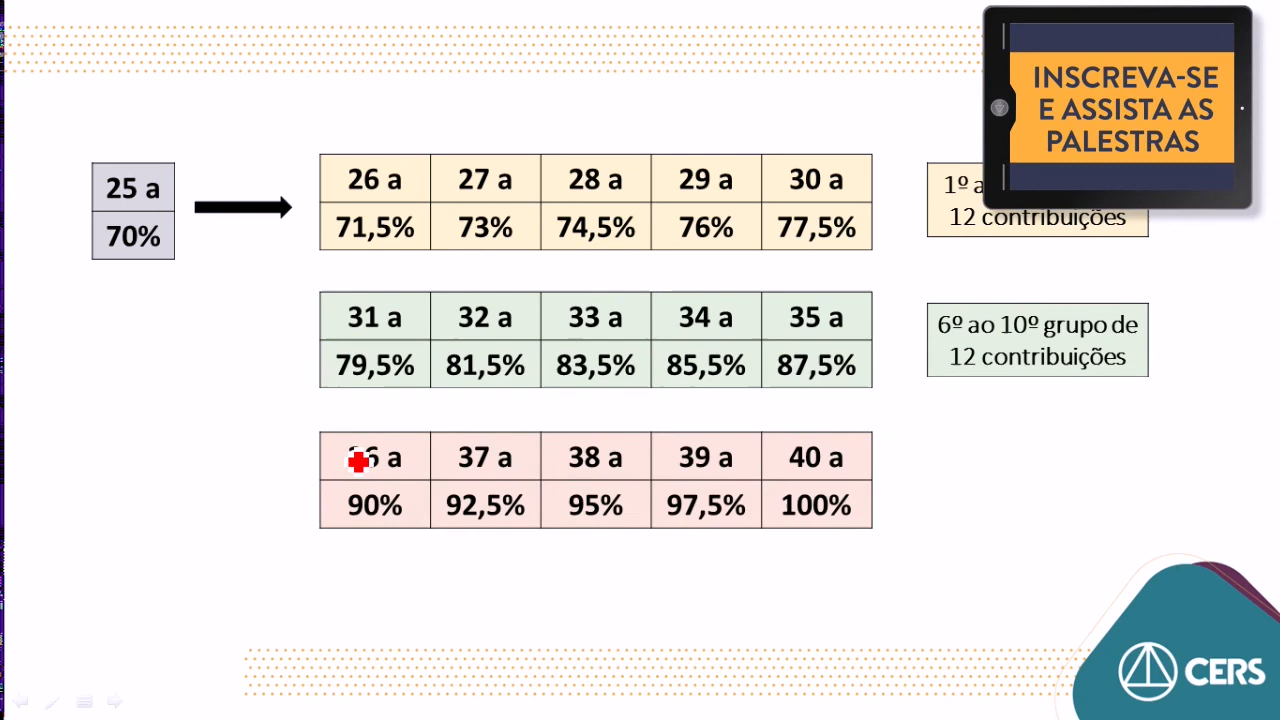 INSCREVA-SE
E ASSISTA AS
PALESTRAS
25 a
70%
26 a 27 a 28 a 29 a 30 a
71,5% 73% 74,5% 76% 77,5%
1º a
12 contribuições
31 a 32 a 33 a 34 a 35 a
79,5% 81,5% 83,5% 85,5% 87,5%
6º ao 10º grupo de
12 contribuições
6 a 37 a 38 a 39 a 40 a
90% 92,5% 95% 97,5% 100%
CERS